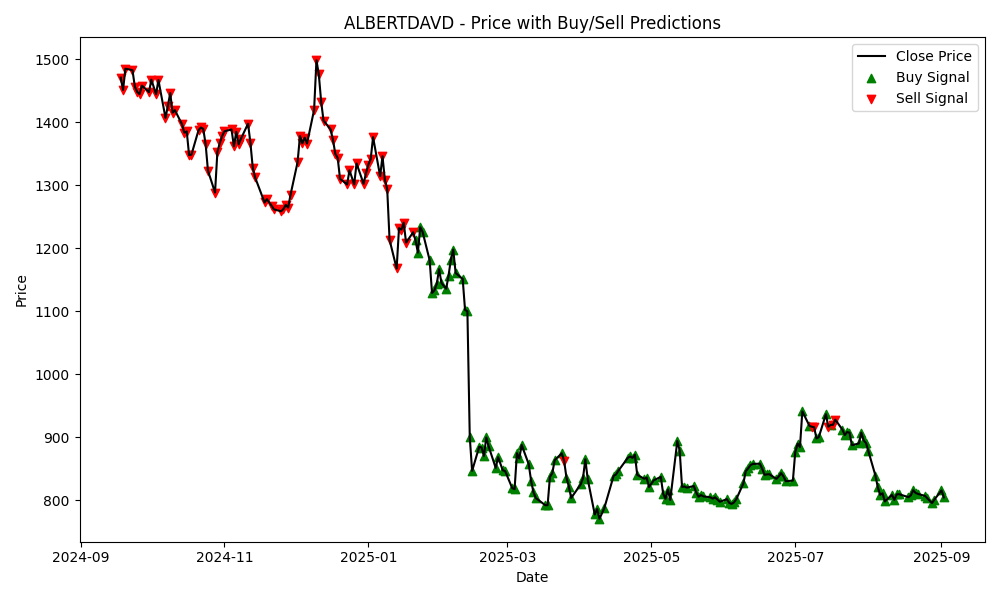 ALBERTDAVD - Price with Buy/Sell Predictions
Close Price
Buy Signal
Sell Signal
Price
1500
1400
1300
1200
1100
1000
900
800
2024-09
2024-11
2025-01
2025-03
2025-05
2025-07
2025-09
Date